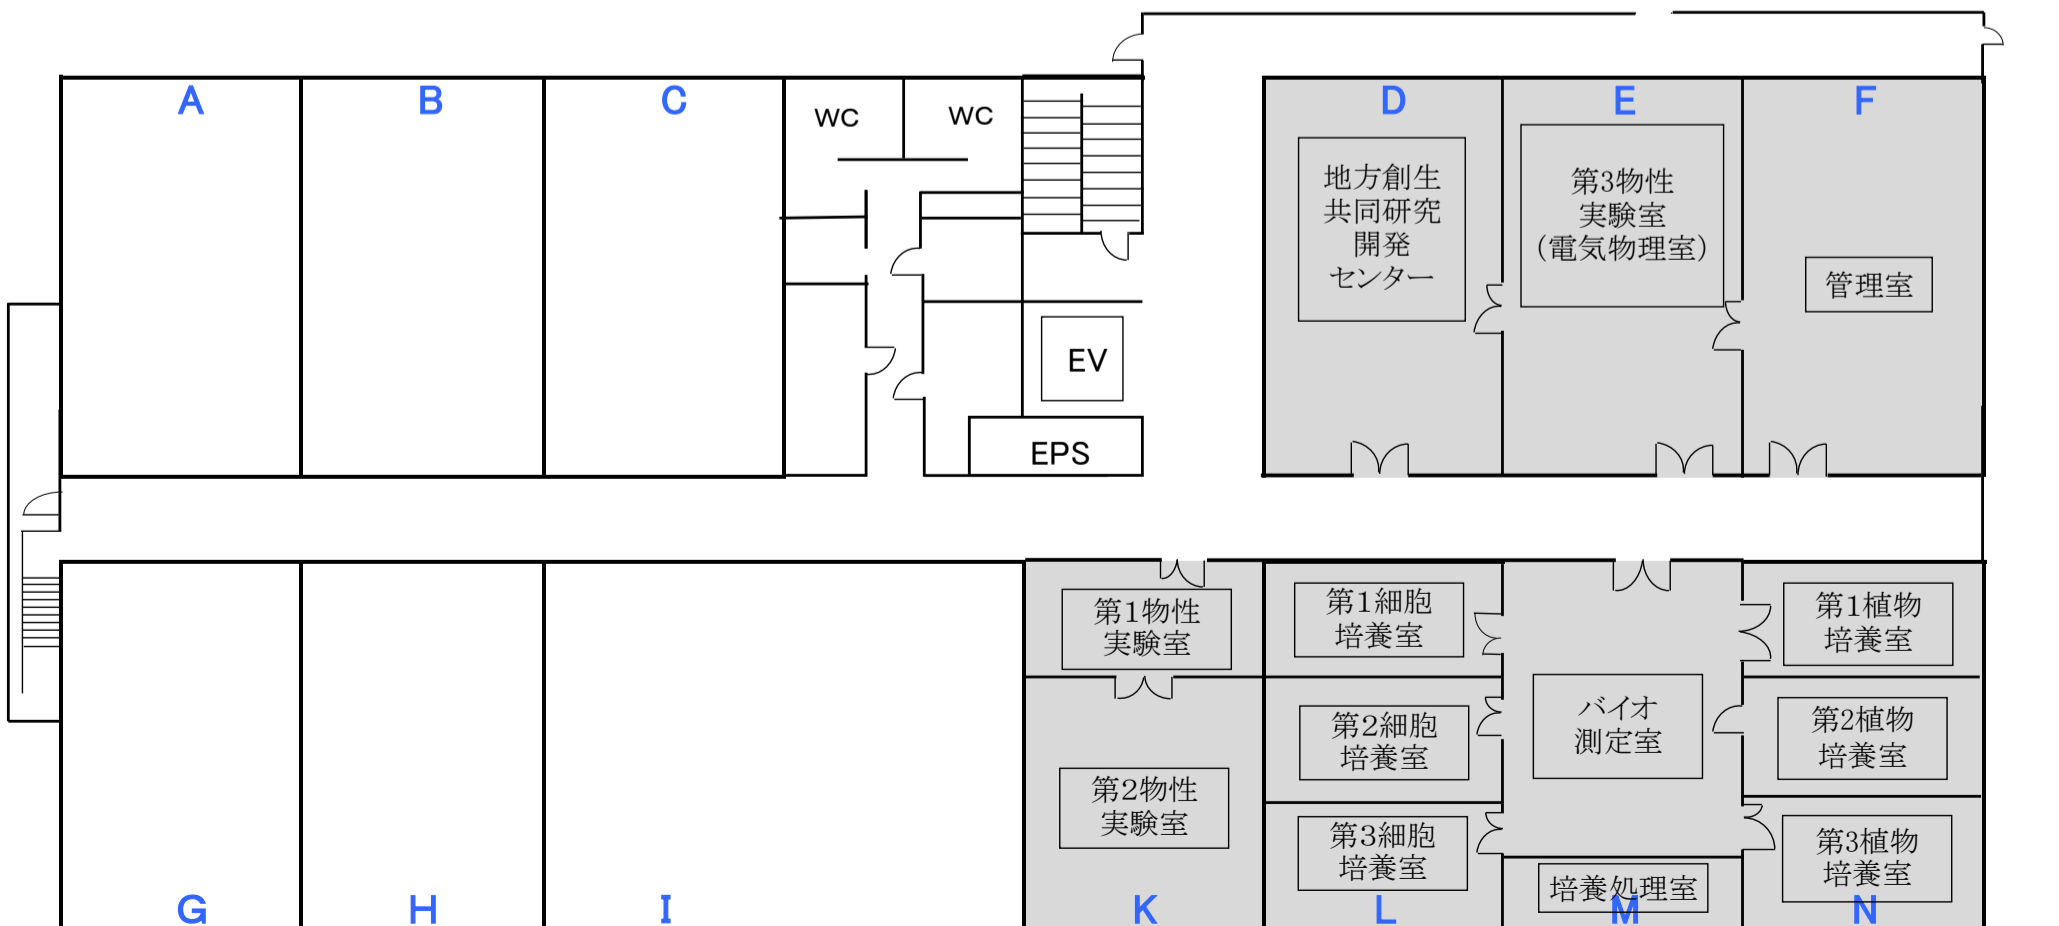 A
B
C
WC
WC
D
E
F
地方創生
共同研究
開発
センター
第3物性
実験室
(電気物理室)
管理室
EV
EPS
第1物性
実験室
第1細胞
培養室
第1植物
培養室
第2細胞
培養室
バイオ
測定室
第2植物
培養室
第2物性
実験室
第3細胞
培養室
第3植物
培養室
培養処理室
G
H
I
K
L
M
N